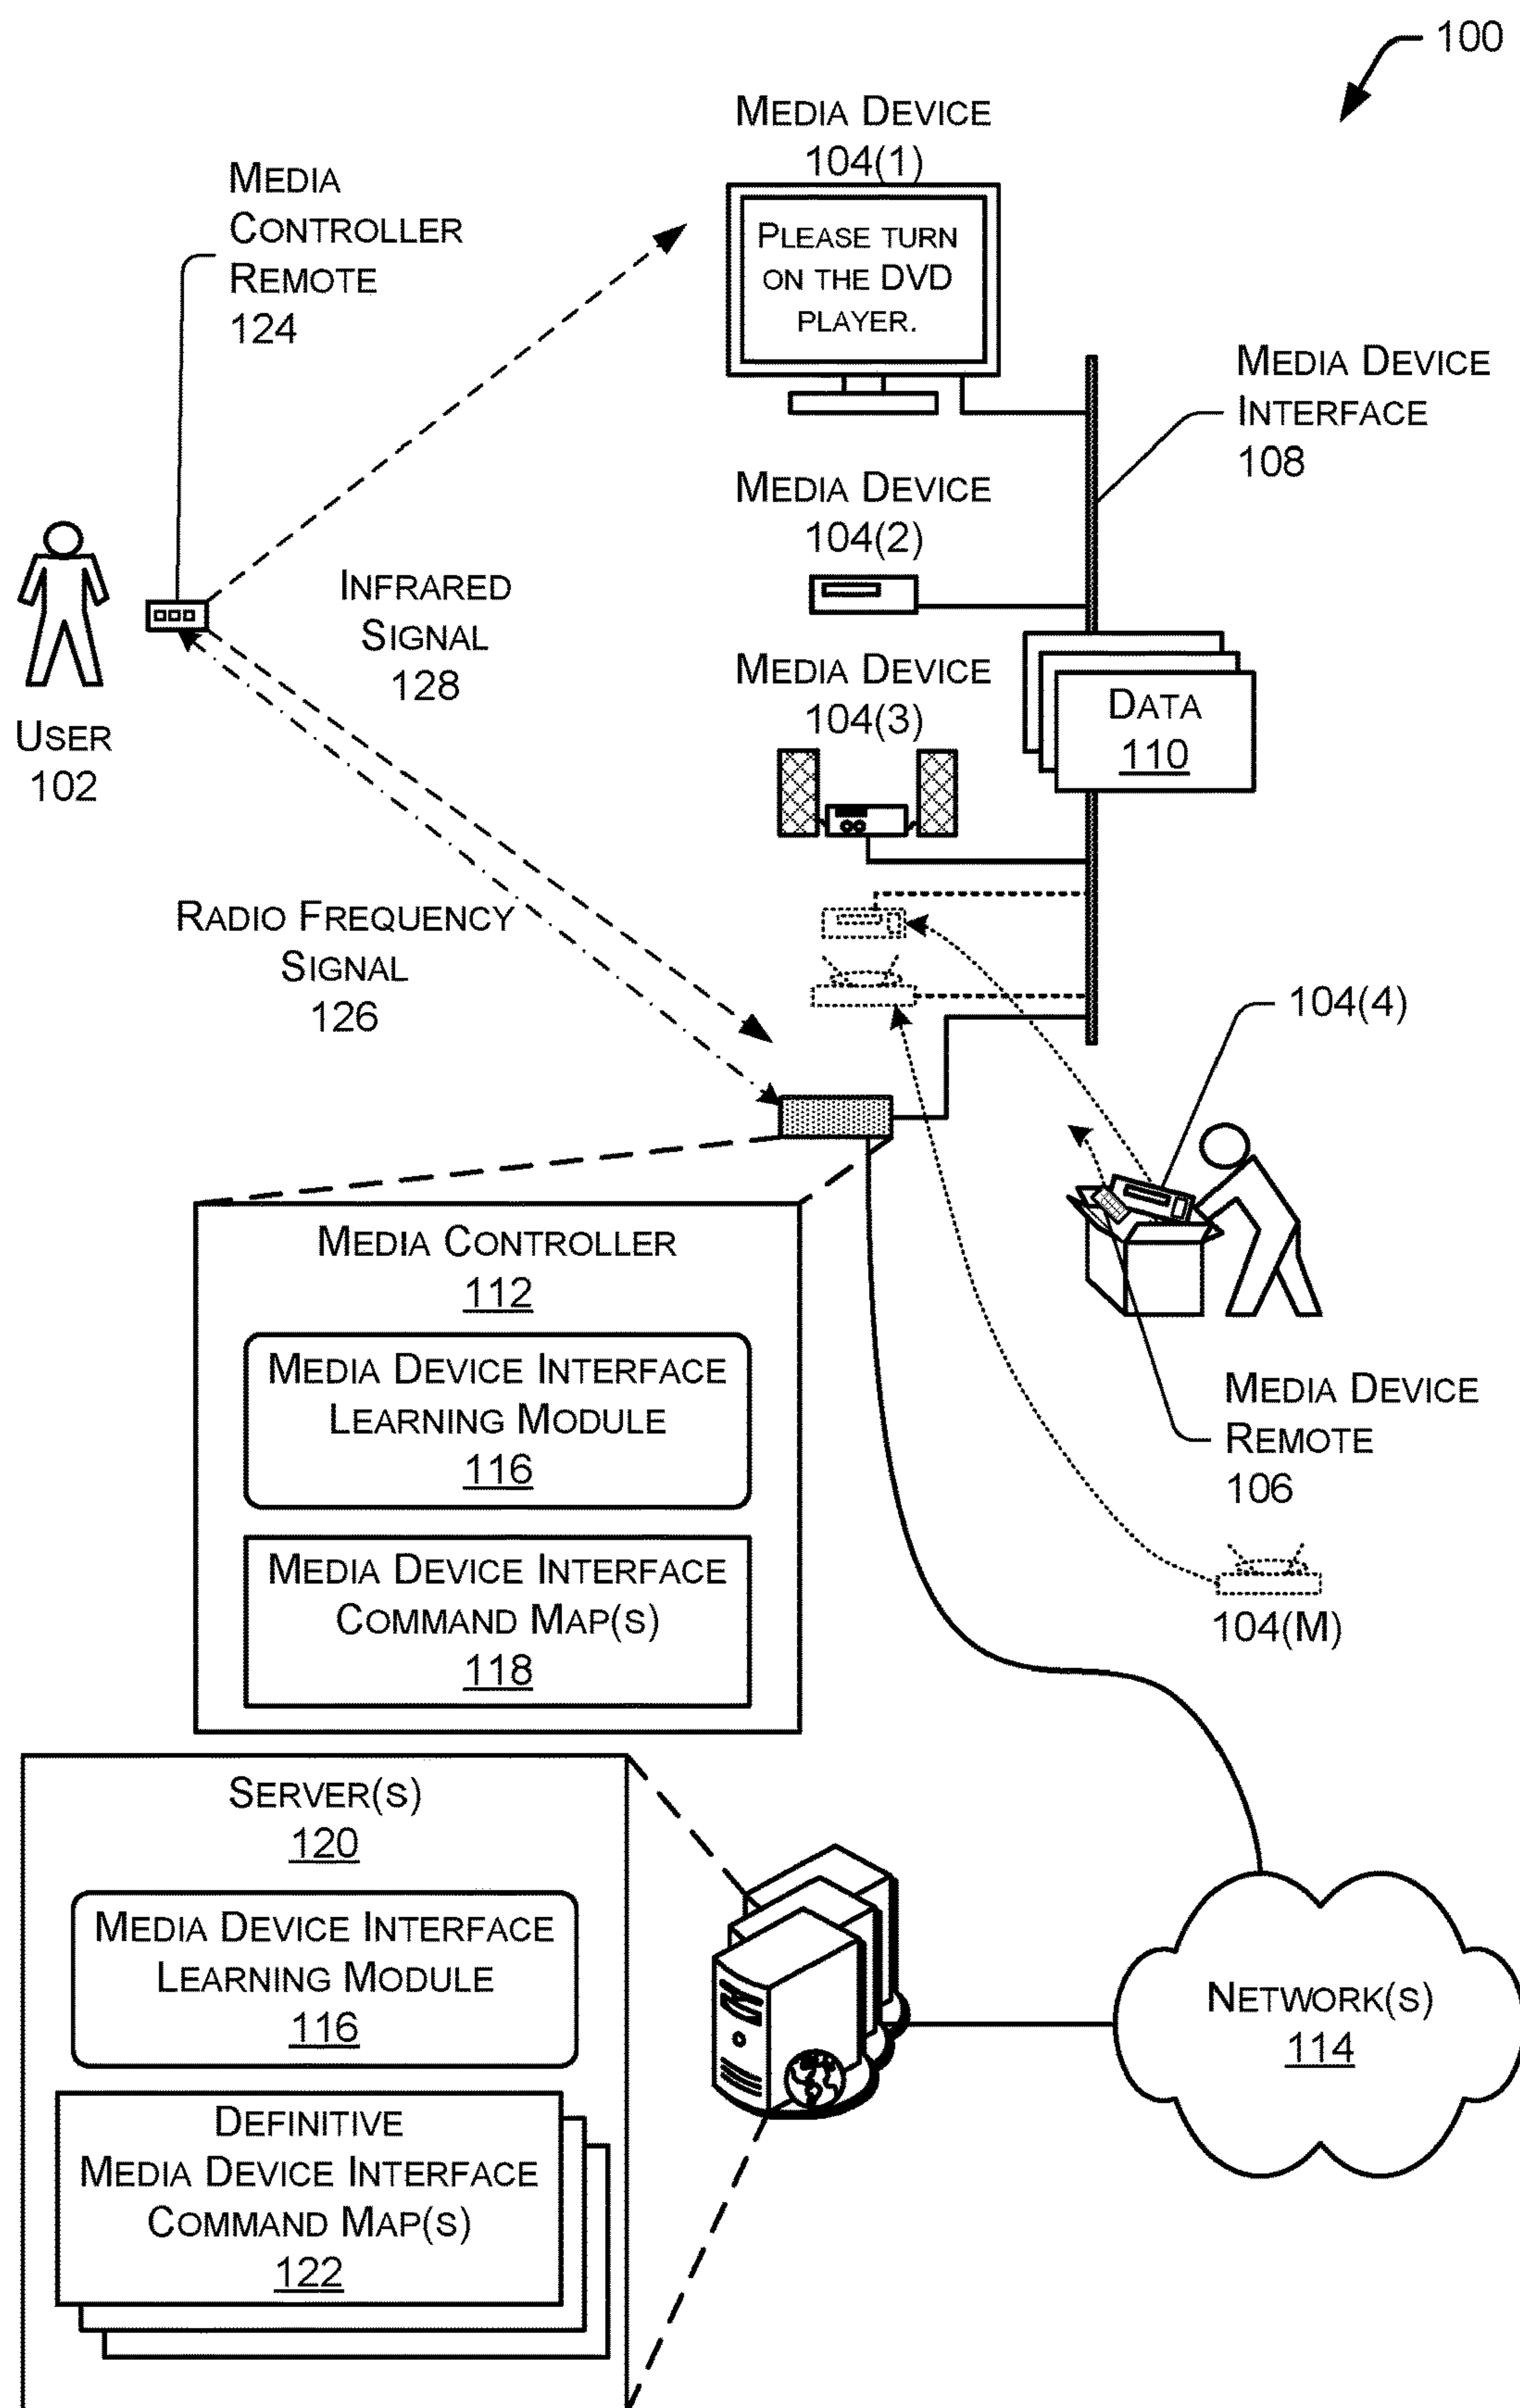 100
MEDIA DEVICE
104(1)
MEDIA
CONTROLLER
REMOTE
124
PLEASE TURN
ON THE DVD
PLAYER.
MEDIA DEVICE
INTERFACE
108
MEDIA DEVICE
104(2)
INFRARED
SIGNAL
128
MEDIA DEVICE
104(3)
DATA
110
USER
102
RADIO FREQUENCY
SIGNAL
126
104(4)
MEDIA CONTROLLER
112
MEDIA DEVICE INTERFACE
LEARNING MODULE
116
MEDIA DEVICE INTERFACE
COMMAND MAP(S)
118
MEDIA DEVICE
REMOTE
106
104(M)
SERVER(S)
120
MEDIA DEVICE INTERFACE
LEARNING MODULE
116
DEFINITIVE
MEDIA DEVICE INTERFACE
COMMAND MAP(S)
122
NETWORK(S)
114